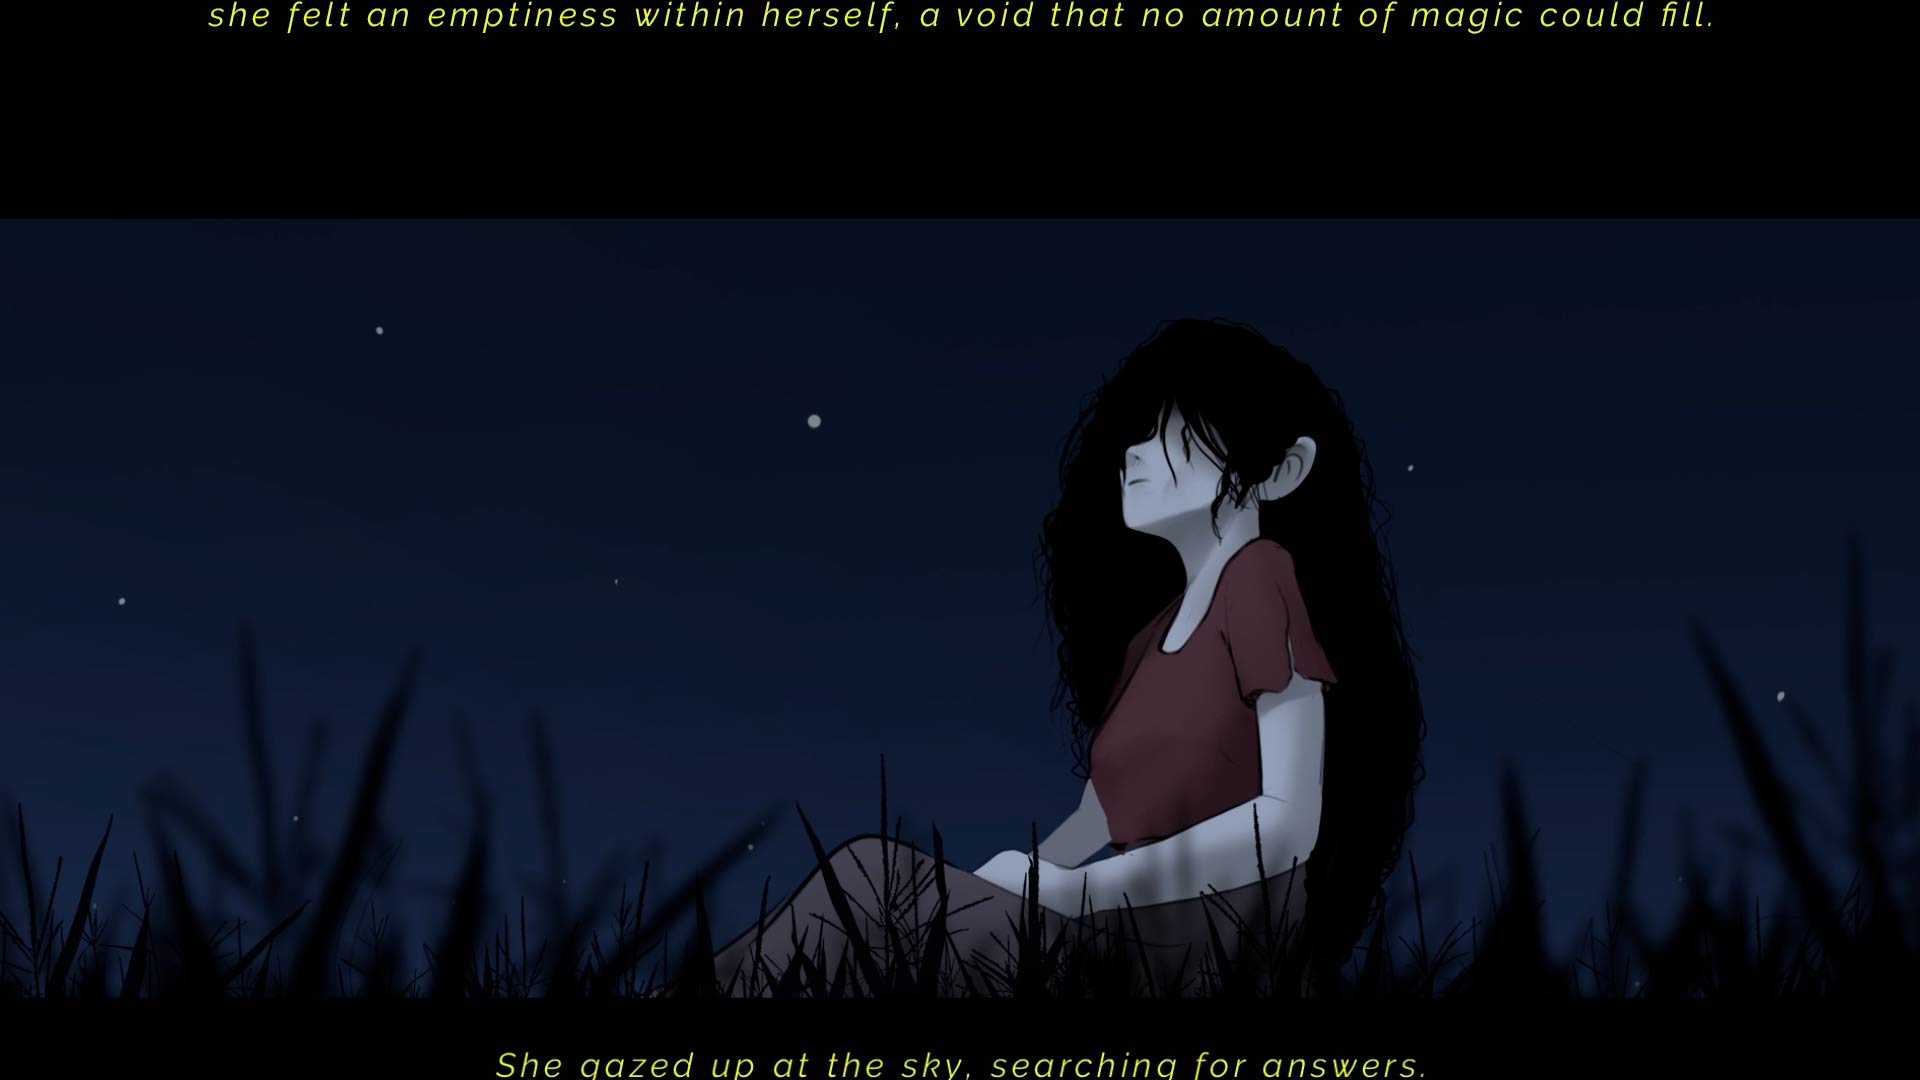 she felt an emptiness within herself, a void that no amount of magic could fill.
She gazed up at the sky, searching for answers.